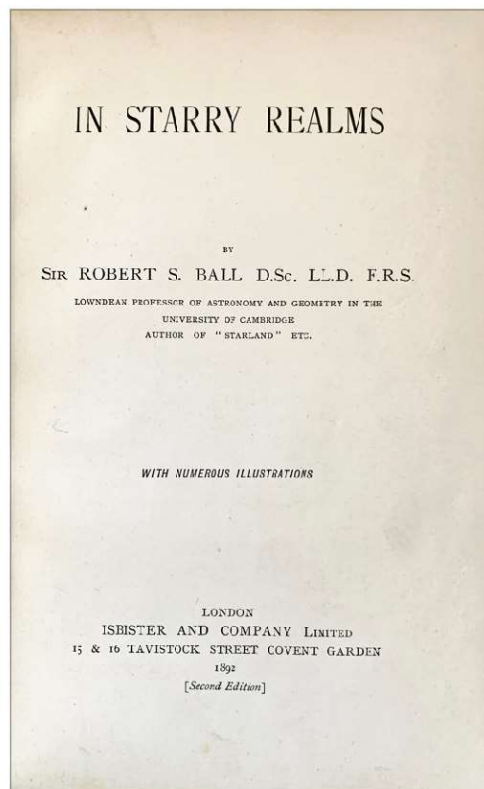 IN STARRY REALMS
BY
SIR ROBERT S. BALL D.Sc. LL.D. F.R.S.
LOWNDEAN PROFESSOR OF ASTRONOMY AND GEOMETRY IN THE
UNIVERSITY OF CAMBRIDGE
AUTHOR OF "STARLAND" ETC.
WITH NUMEROUS ILLUSTRATIONS
LONDON
ISBISTER AND COMPANY LIMITED
15 & 16 TAVISTOCK STREET COVENT GARDEN
1892
[Second Edition]